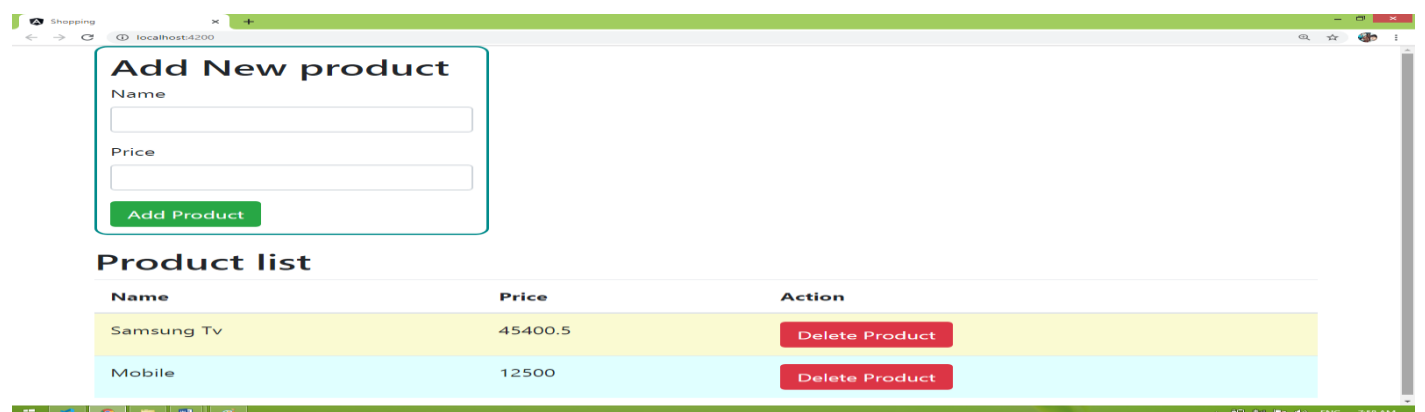 Shopping
localhost:4200
Add New product
Name
Price
Add Product
Product list
Name Price Action
Samsung Tv 45400.5 Delete Product
Mobile 12500 Delete Product
ENG